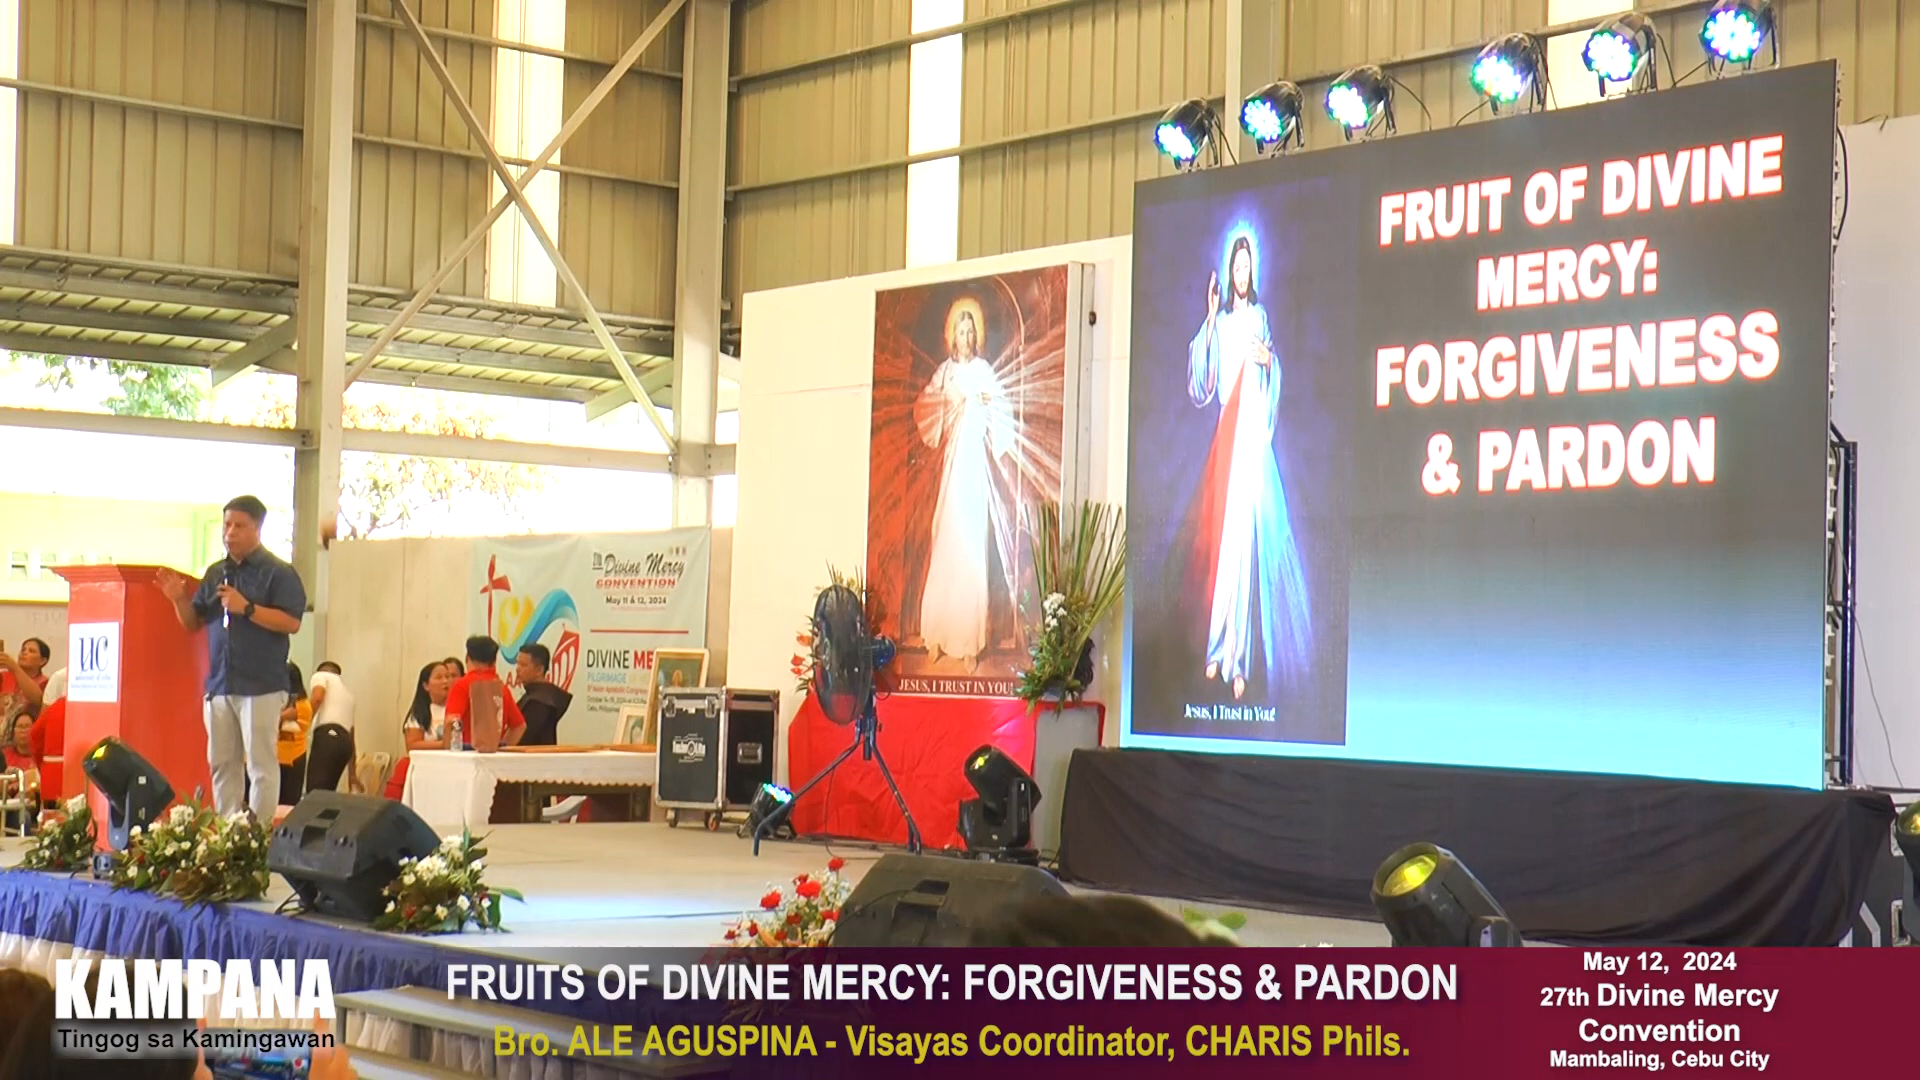 FRUIT OF DIVINE
MERCY:
FORGIVENESS
& PARDON
Jesus, I Trust in You!
JESUS, I TRUST IN YOU!
Divine Mercy
CONVENTION
May 11 & 12, 2024
DIVINE ME
PILGRIMAGE
UC
KAMPANA
Tingog sa Kamingawan
FRUITS OF DIVINE MERCY: FORGIVENESS & PARDON
Bro. ALE AGUSPINA - Visayas Coordinator, CHARIS Phils.
May 12, 2024
27th Divine Mercy
Convention
Mambaling, Cebu City